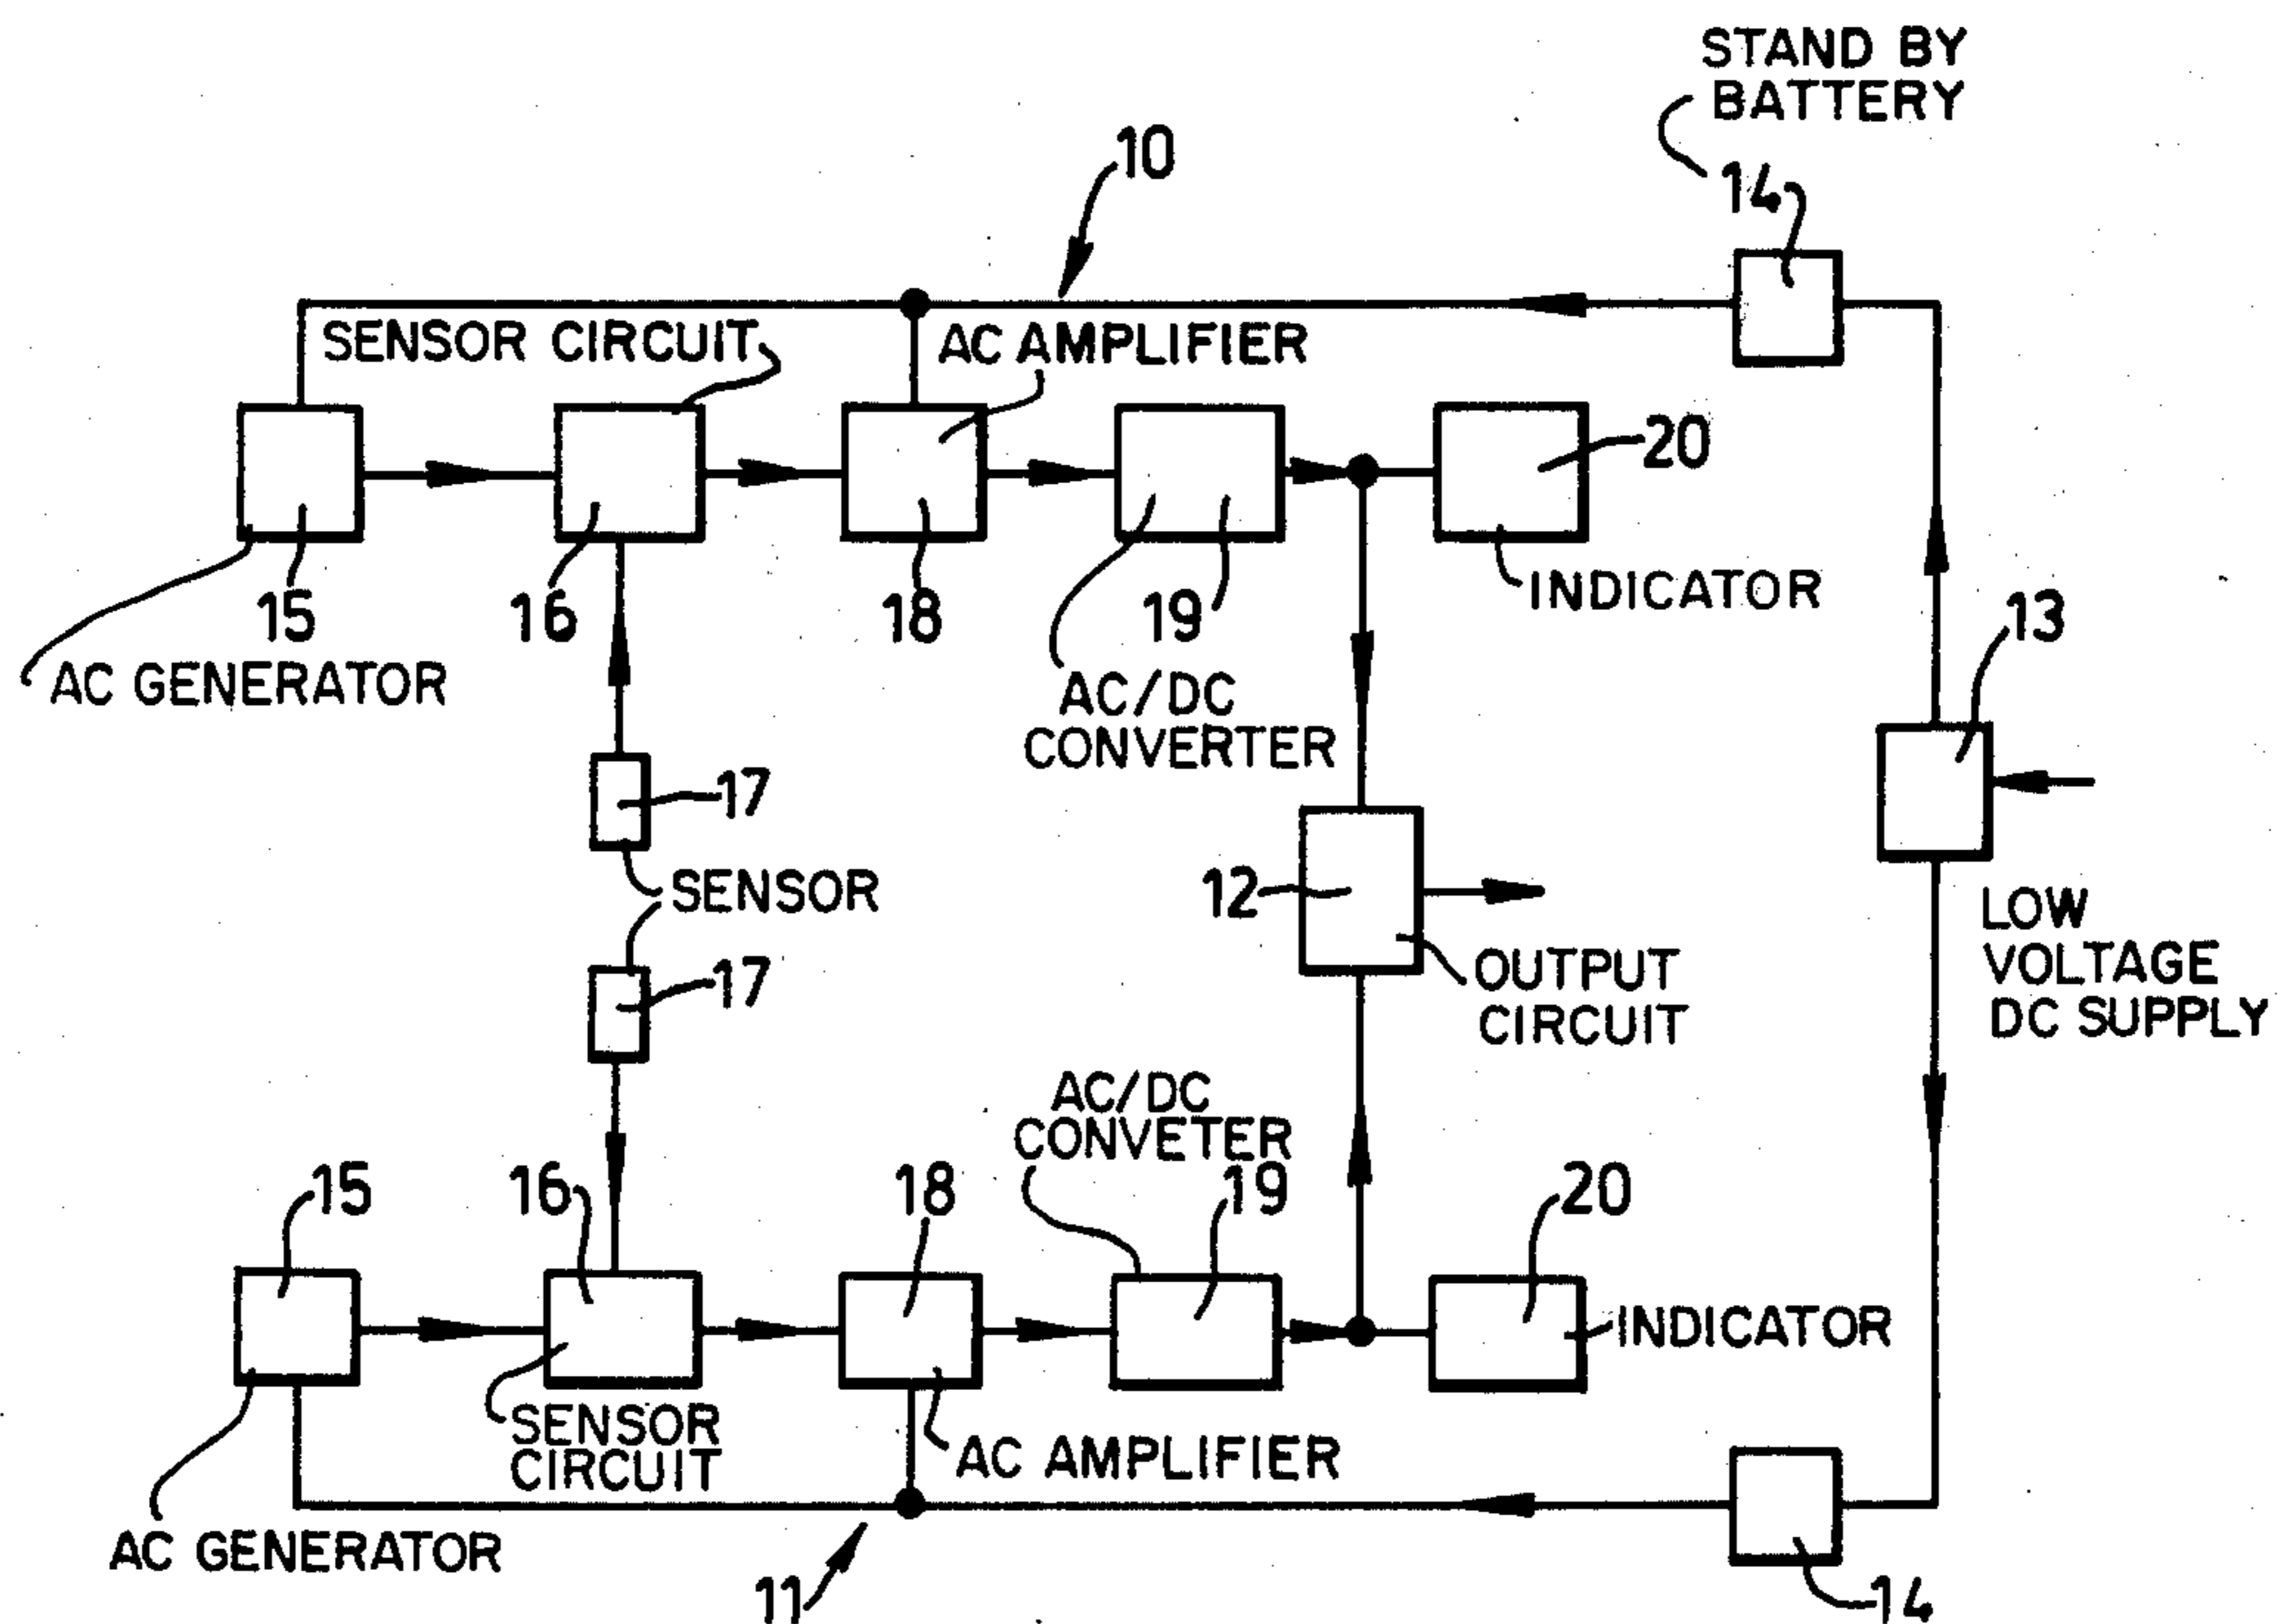 STAND BY
BATTERY
10
14
SENSOR CIRCUIT
AC AMPLIFIER
20
15
16
18
19
INDICATOR
13
AC GENERATOR
AC/DC
CONVERTER
17
SENSOR
12
LOW
VOLTAGE
DC SUPPLY
17
OUTPUT
CIRCUIT
AC/DC
CONVETER
15
16
18
19
20
INDICATOR
SENSOR
CIRCUIT
AC AMPLIFIER
AC GENERATOR
11
14